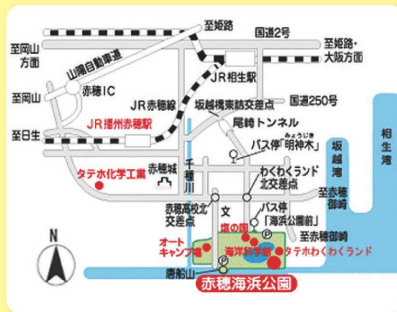 至姫路
国道2号
至岡山
方面
山陽自動車道
JR相生駅
至姫路・
大阪方面
至岡山
赤穂IC
JR赤穂線
坂越橋東詰交差点
国道250号
至日生
JR播州赤穂駅
尾崎トンネル
みょうじぎ
バス停「明神木」
坂越湾
相生湾
赤穂城
千種川
わくわくランド
北交差点
タテホ化学工業
至赤穂
御崎
赤穂高校北
交差点
文
バス停
「海浜公園前」
塩の国
P
至赤穂御崎
オート
キャンプ場
海洋科学館
タテホわくわくランド
N
P
唐船山
赤穂海浜公園